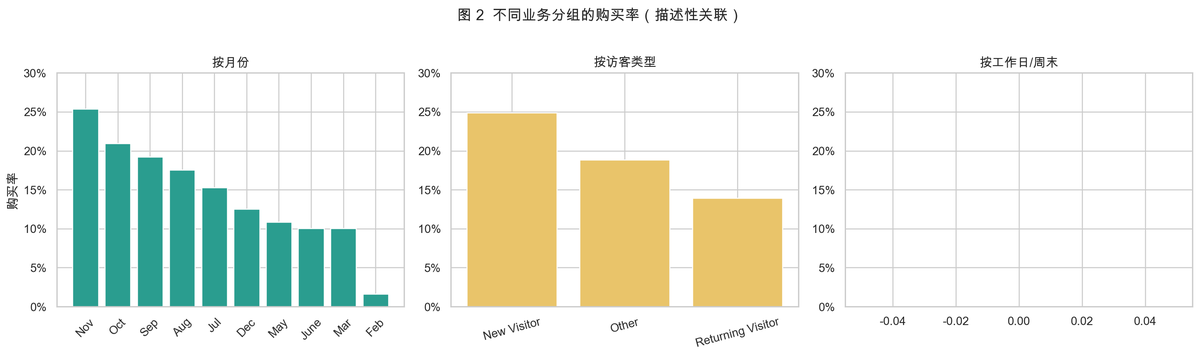 图 2 不同业务分组的购买率（描述性关联）
按月份
购买率
30%
25%
20%
15%
10%
5%
0%
Nov
Oct
Sep
Aug
Jul
Dec
May
June
Mar
Feb
按访客类型
30%
25%
20%
15%
10%
5%
0%
New Visitor
Other
Returning Visitor
按工作日/周末
30%
25%
20%
15%
10%
5%
0%
-0.04
-0.02
0.00
0.02
0.04